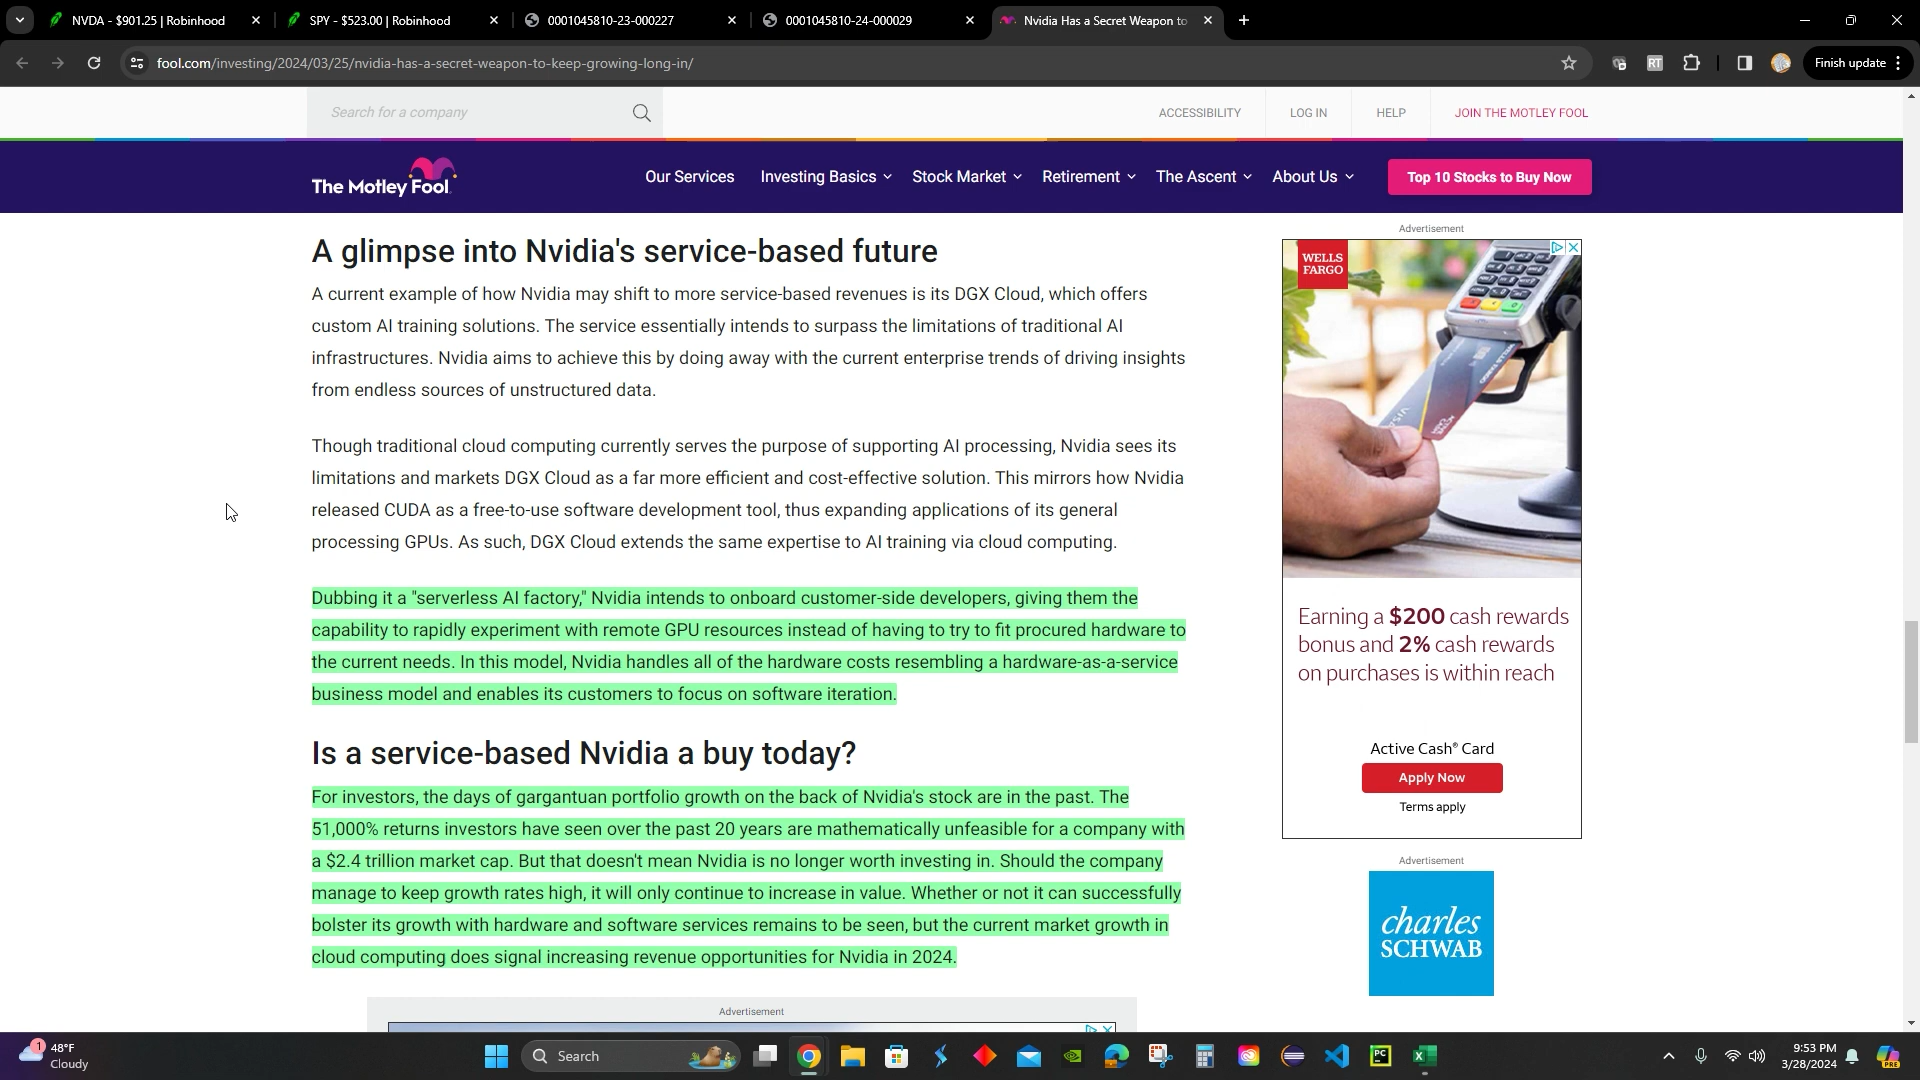 NVDA - $901.25 | Robinhood
SPY - $523.00 | Robinhood
0001045810-23-000227
0001045810-24-000029
Nvidia Has a Secret Weapon to
fool.com/investing/2024/03/25/nvidia-has-a-secret-weapon-to-keep-growing-long-in/
RT
Finish update
Search for a company
ACCESSIBILITY
LOG IN
HELP
JOIN THE MOTLEY FOOL
The Motley Fool
Our Services
Investing Basics
Stock Market
Retirement
The Ascent
About Us
Top 10 Stocks to Buy Now
A glimpse into Nvidia's service-based future
A current example of how Nvidia may shift to more service-based revenues is its DGX Cloud, which offers
custom AI training solutions. The service essentially intends to surpass the limitations of traditional AI
infrastructures. Nvidia aims to achieve this by doing away with the current enterprise trends of driving insights
from endless sources of unstructured data.
Though traditional cloud computing currently serves the purpose of supporting AI processing, Nvidia sees its
limitations and markets DGX Cloud as a far more efficient and cost-effective solution. This mirrors how Nvidia
released CUDA as a free-to-use software development tool, thus expanding applications of its general
processing GPUs. As such, DGX Cloud extends the same expertise to AI training via cloud computing.
Dubbing it a "serverless AI factory," Nvidia intends to onboard customer-side developers, giving them the
capability to rapidly experiment with remote GPU resources instead of having to try to fit procured hardware to
the current needs. In this model, Nvidia handles all of the hardware costs resembling a hardware-as-a-service
business model and enables its customers to focus on software iteration.
Is a service-based Nvidia a buy today?
For investors, the days of gargantuan portfolio growth on the back of Nvidia's stock are in the past. The
51,000% returns investors have seen over the past 20 years are mathematically unfeasible for a company with
a $2.4 trillion market cap. But that doesn't mean Nvidia is no longer worth investing in. Should the company
manage to keep growth rates high, it will only continue to increase in value. Whether or not it can successfully
bolster its growth with hardware and software services remains to be seen, but the current market growth in
cloud computing does signal increasing revenue opportunities for Nvidia in 2024.
Advertisement
Advertisement
WELLS
FARGO
Earning a $200 cash rewards
bonus and 2% cash rewards
on purchases is within reach
Active Cash® Card
Apply Now
Terms apply
Advertisement
charles
SCHWAB
1
48°F
Cloudy
Search
PC
PRE
9:53 PM
3/28/2024